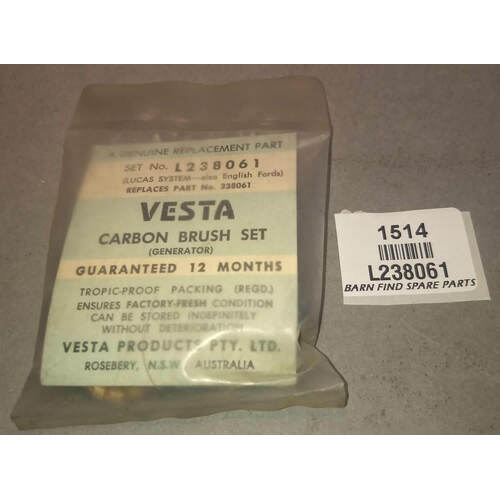 A GENUINE REPLACEMENT PART
SET No. L238061
(LUCAS SYSTEM—also English Fords)
REPLACES PART No. 238061
VESTA
CARBON BRUSH SET
(GENERATOR)
GUARANTEED 12 MONTHS
TROPIC-PROOF PACKING (REGD.)
ENSURES FACTORY-FRESH CONDITION
CAN BE STORED INDEFINITELY
WITHOUT DETERIORATION
VESTA PRODUCTS PTY. LTD.
ROSEBERY, N.S.W. AUSTRALIA
1514
L238061
BARN FIND SPARE PARTS